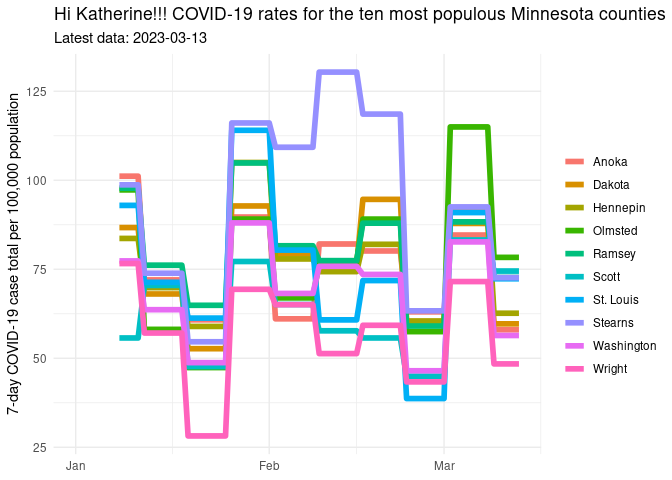 Hi Katherine!!! COVID-19 rates for the ten most populous Minnesota counties
Latest data: 2023-03-13
7-day COVID-19 case total per 100,000 population
125
100
75
50
25
Jan
Feb
Mar
Anoka
Dakota
Hennepin
Olmsted
Ramsey
Scott
St. Louis
Stearns
Washington
Wright